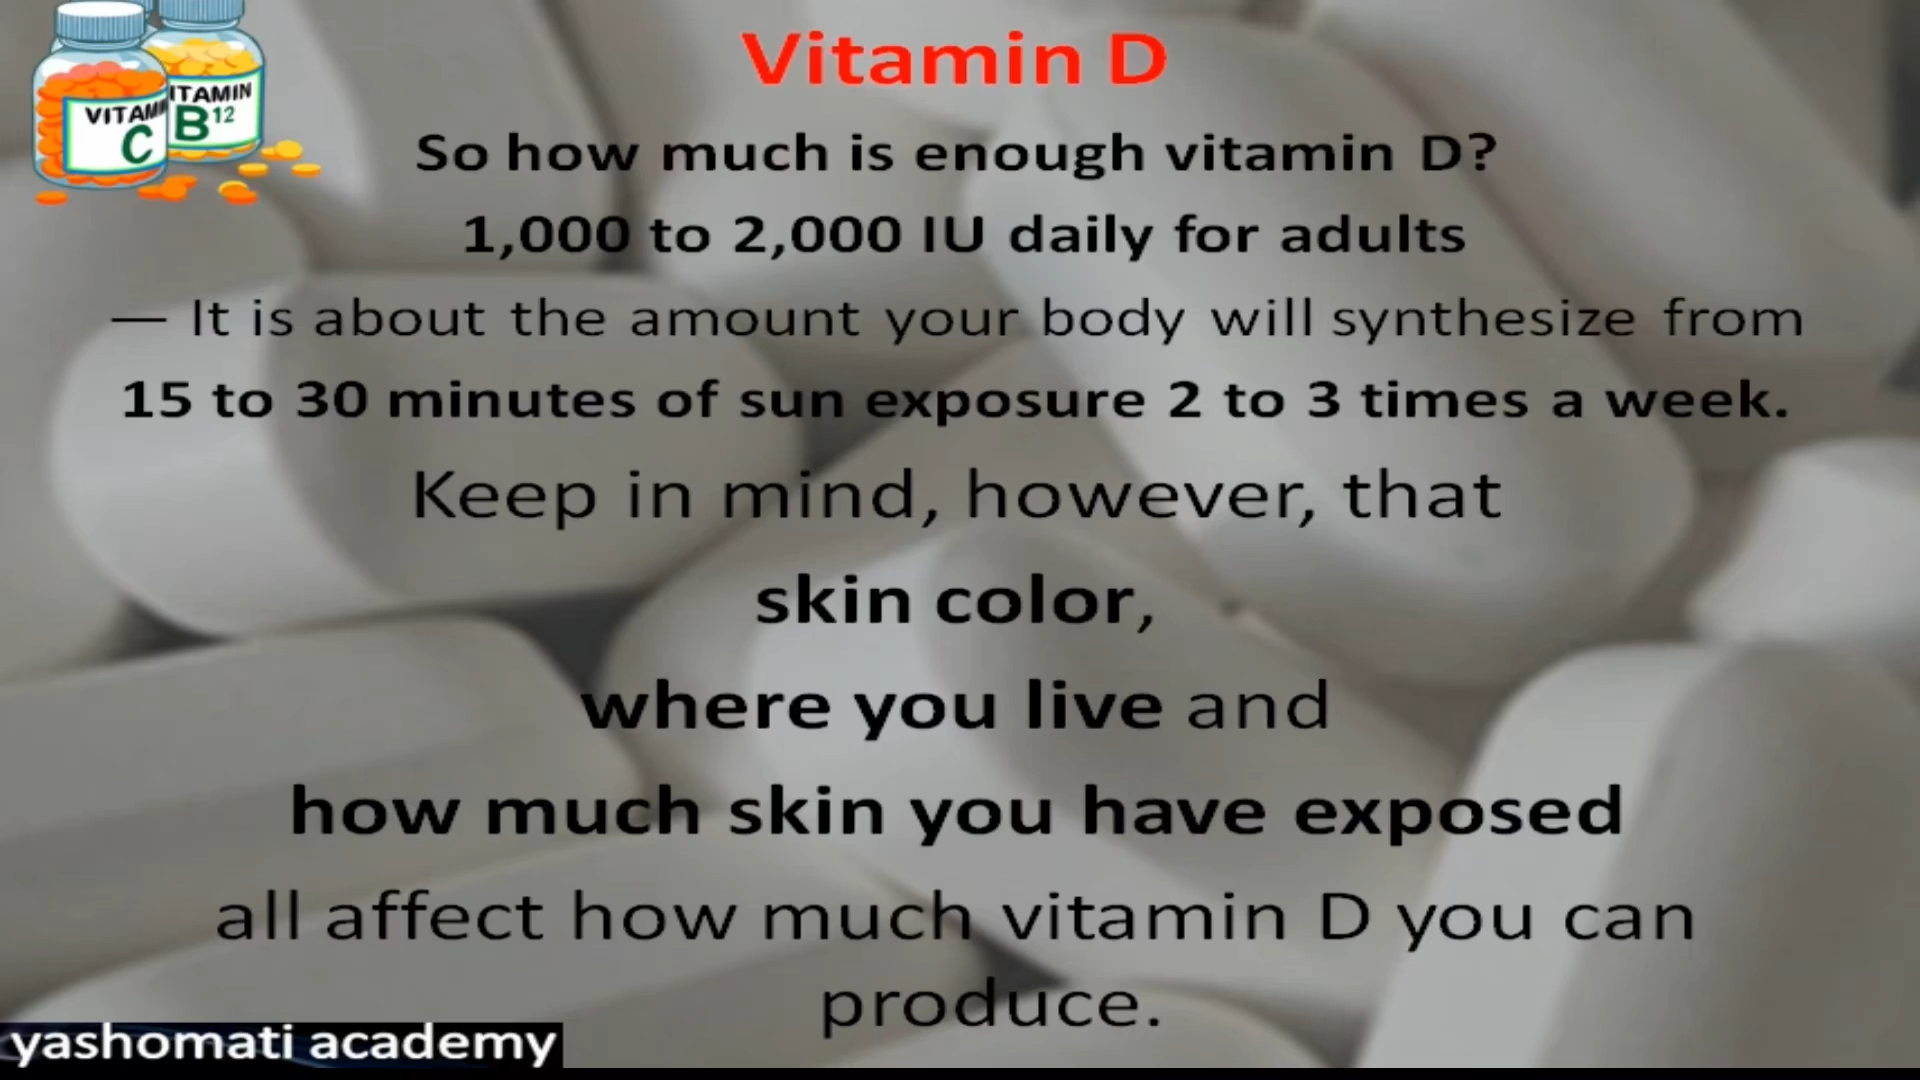 Vitamin D
VITAMIN
B12
VITAM
C
So how much is enough vitamin D?
1,000 to 2,000 IU daily for adults
— It is about the amount your body will synthesize from
15 to 30 minutes of sun exposure 2 to 3 times a week.
Keep in mind, however, that
skin color,
where you live and
how much skin you have exposed
all affect how much vitamin D you can
produce.
yashomati academy